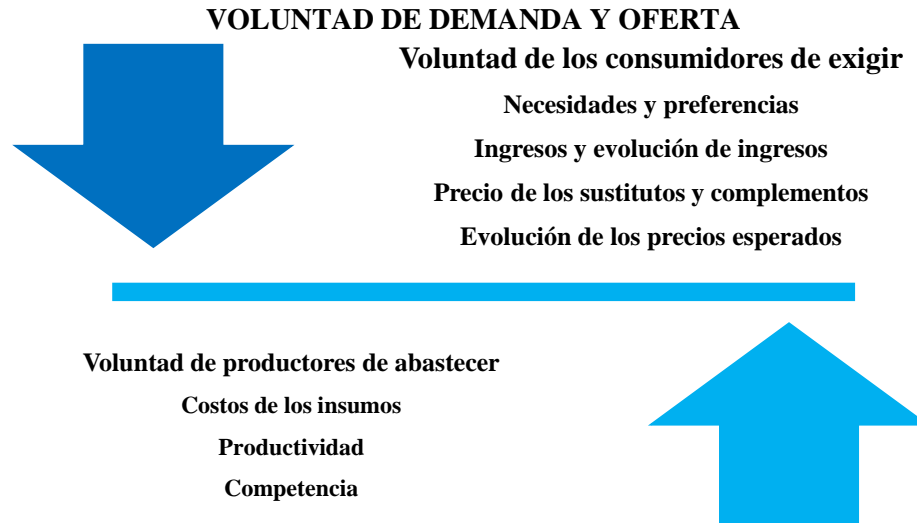 VOLUNTAD DE DEMANDA Y OFERTA
Voluntad de los consumidores de exigir
Necesidades y preferencias
Ingresos y evolución de ingresos
Precio de los sustitutos y complementos
Evolución de los precios esperados
Voluntad de productores de abastecer
Costos de los insumos
Productividad
Competencia